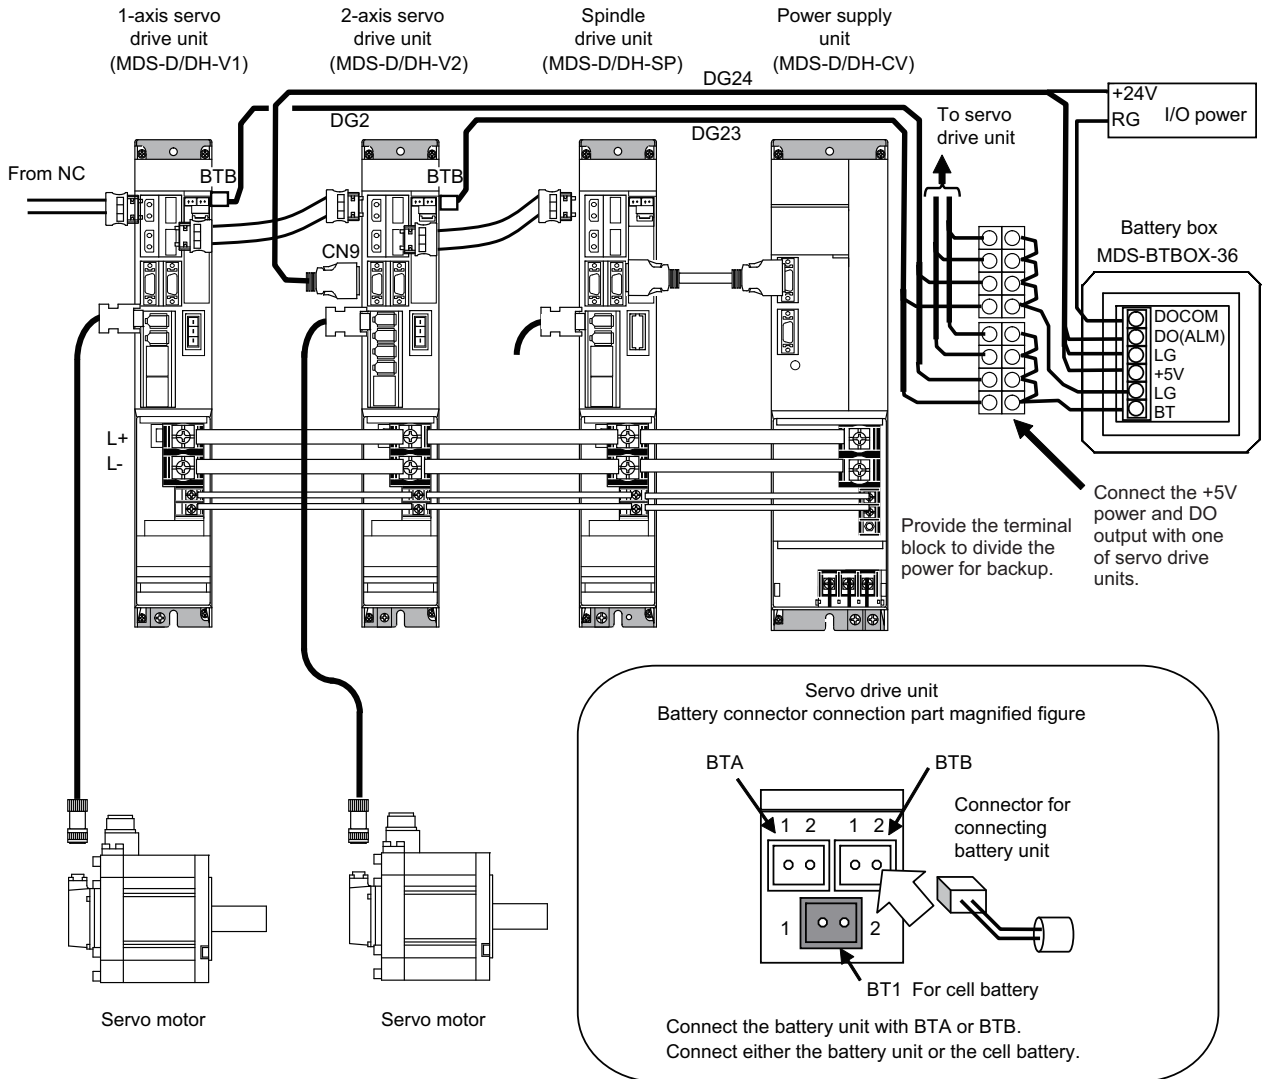 1-axis servo
drive unit
(MDS-D/DH-V1)
2-axis servo
drive unit
(MDS-D/DH-V2)
Spindle
drive unit
(MDS-D/DH-SP)
Power supply
unit
(MDS-D/DH-CV)
DG24
+24V
RG
I/O power
DG2
DG23
To servo
drive unit
From NC
BTB
BTB
CN9
Battery box
MDS-BTBOX-36
DOCOM
DO(ALM)
LG
+5V
LG
BT
L+
L-
Provide the terminal
block to divide the
power for backup.
Connect the +5V
power and DO
output with one
of servo drive
units.
Servo motor
Servo motor
Servo drive unit
Battery connector connection part magnified figure
BTA
BTB
1 2 1 2
1 2
Connector for
connecting
battery unit
BT1 For cell battery
Connect the battery unit with BTA or BTB.
Connect either the battery unit or the cell battery.